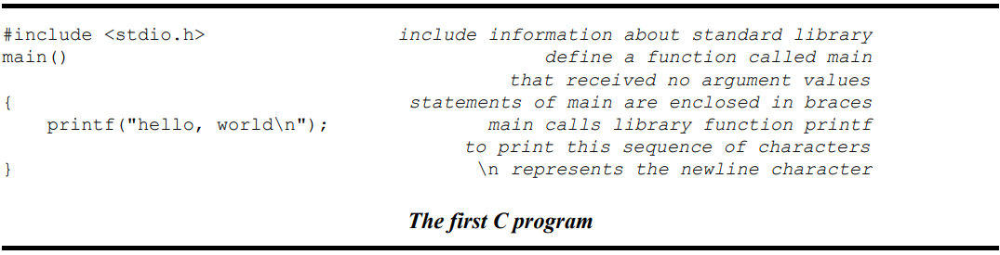 #include <stdio.h> include information about standard library
main() define a function called main
that received no argument values
{ statements of main are enclosed in braces
printf("hello, world\n"); main calls library function printf
to print this sequence of characters
} \n represents the newline character
The first C program